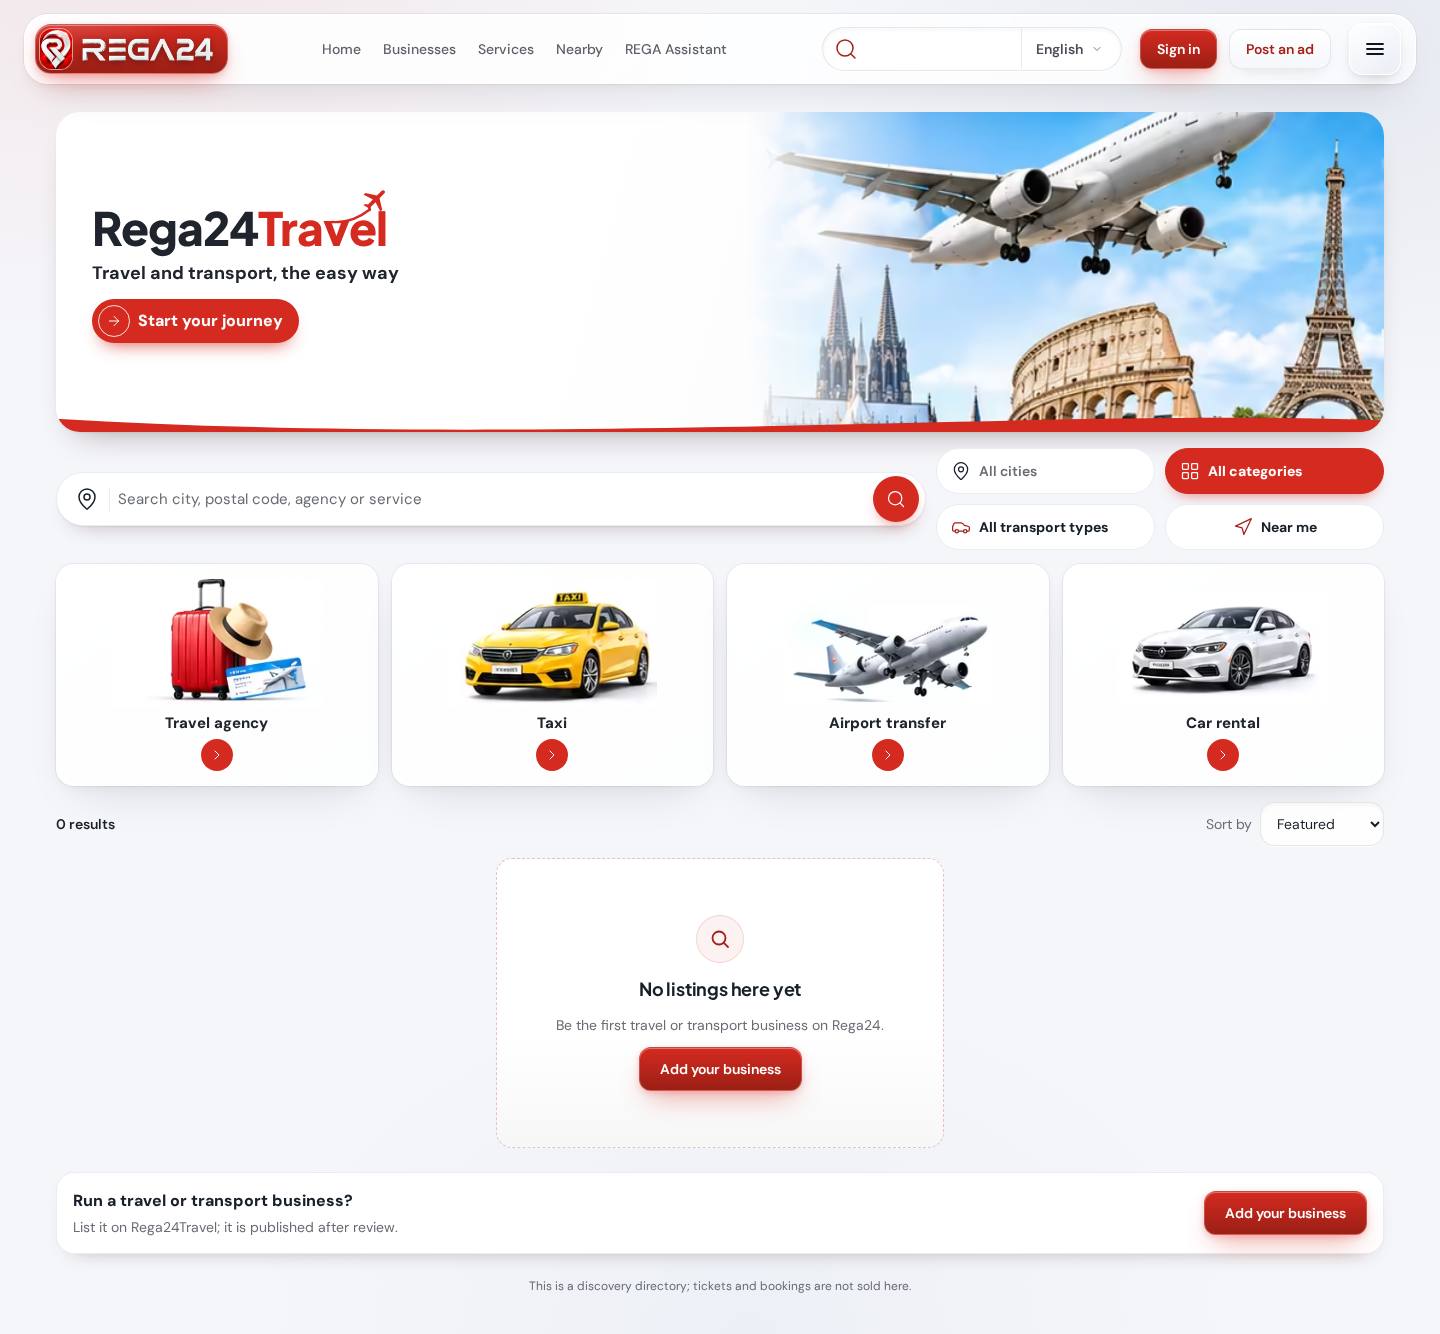 REGA24
Home
Businesses
Services
Nearby
REGA Assistant
English
Sign in
Post an ad
Rega24Travel
Travel and transport, the easy way
Start your journey
Search city, postal code, agency or service
All cities
All categories
All transport types
Near me
TAXI
Travel agency
Taxi
Airport transfer
Car rental
0 results
Sort by
Featured
No listings here yet
Be the first travel or transport business on Rega24.
Add your business
Run a travel or transport business?
List it on Rega24Travel; it is published after review.
Add your business
This is a discovery directory; tickets and bookings are not sold here.